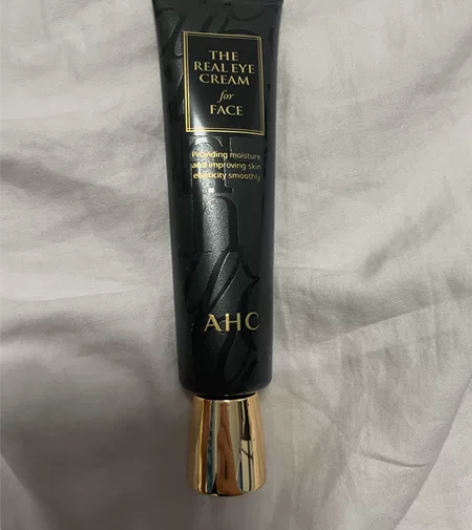 THE
REAL EYE
CREAM
for
FACE
Providing moisture
and improving skin
elasticity smoothly
AHC